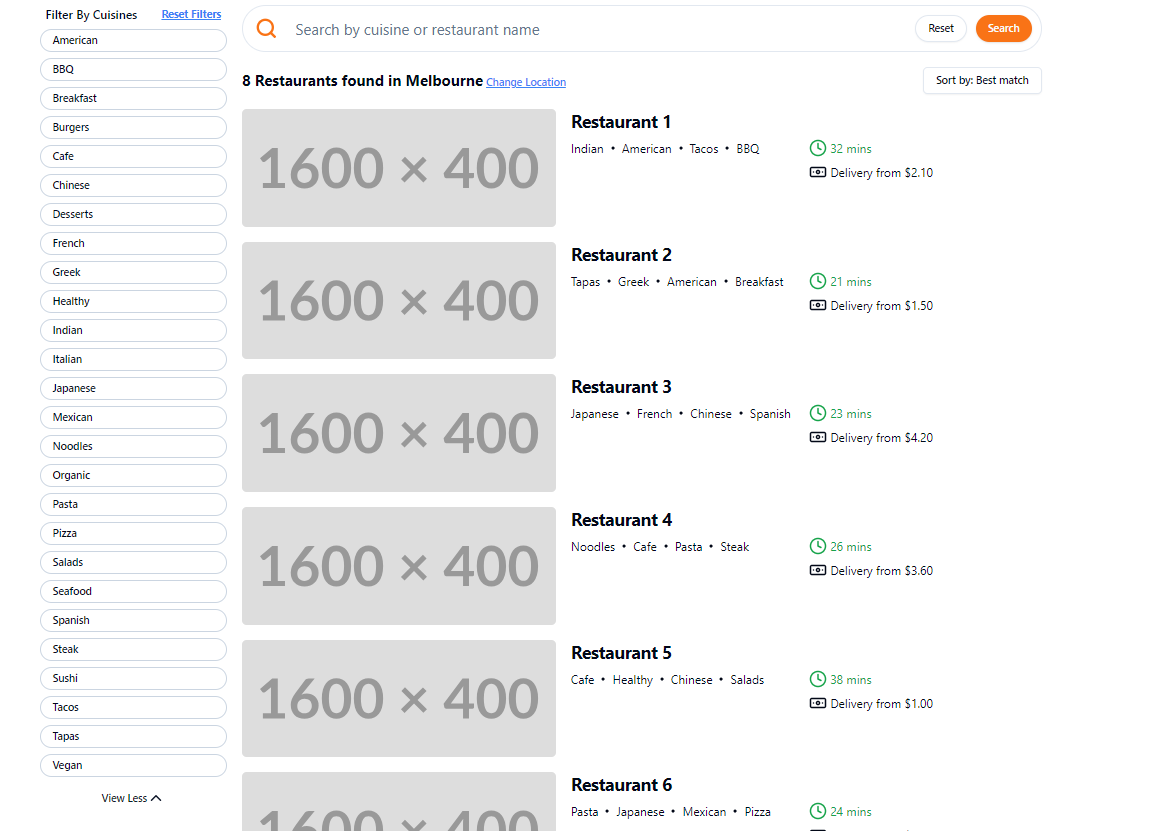 Filter By Cuisines Reset Filters
American
BBQ
Breakfast
Burgers
Cafe
Chinese
Desserts
French
Greek
Healthy
Indian
Italian
Japanese
Mexican
Noodles
Organic
Pasta
Pizza
Salads
Seafood
Spanish
Steak
Sushi
Tacos
Tapas
Vegan
View Less
Search by cuisine or restaurant name Reset Search
8 Restaurants found in Melbourne Change Location Sort by: Best match
1600 × 400
Restaurant 1
Indian • American • Tacos • BBQ
32 mins
Delivery from $2.10
1600 × 400
Restaurant 2
Tapas • Greek • American • Breakfast
21 mins
Delivery from $1.50
1600 × 400
Restaurant 3
Japanese • French • Chinese • Spanish
23 mins
Delivery from $4.20
1600 × 400
Restaurant 4
Noodles • Cafe • Pasta • Steak
26 mins
Delivery from $3.60
1600 × 400
Restaurant 5
Cafe • Healthy • Chinese • Salads
38 mins
Delivery from $1.00
1600 × 400
Restaurant 6
Pasta • Japanese • Mexican • Pizza
24 mins